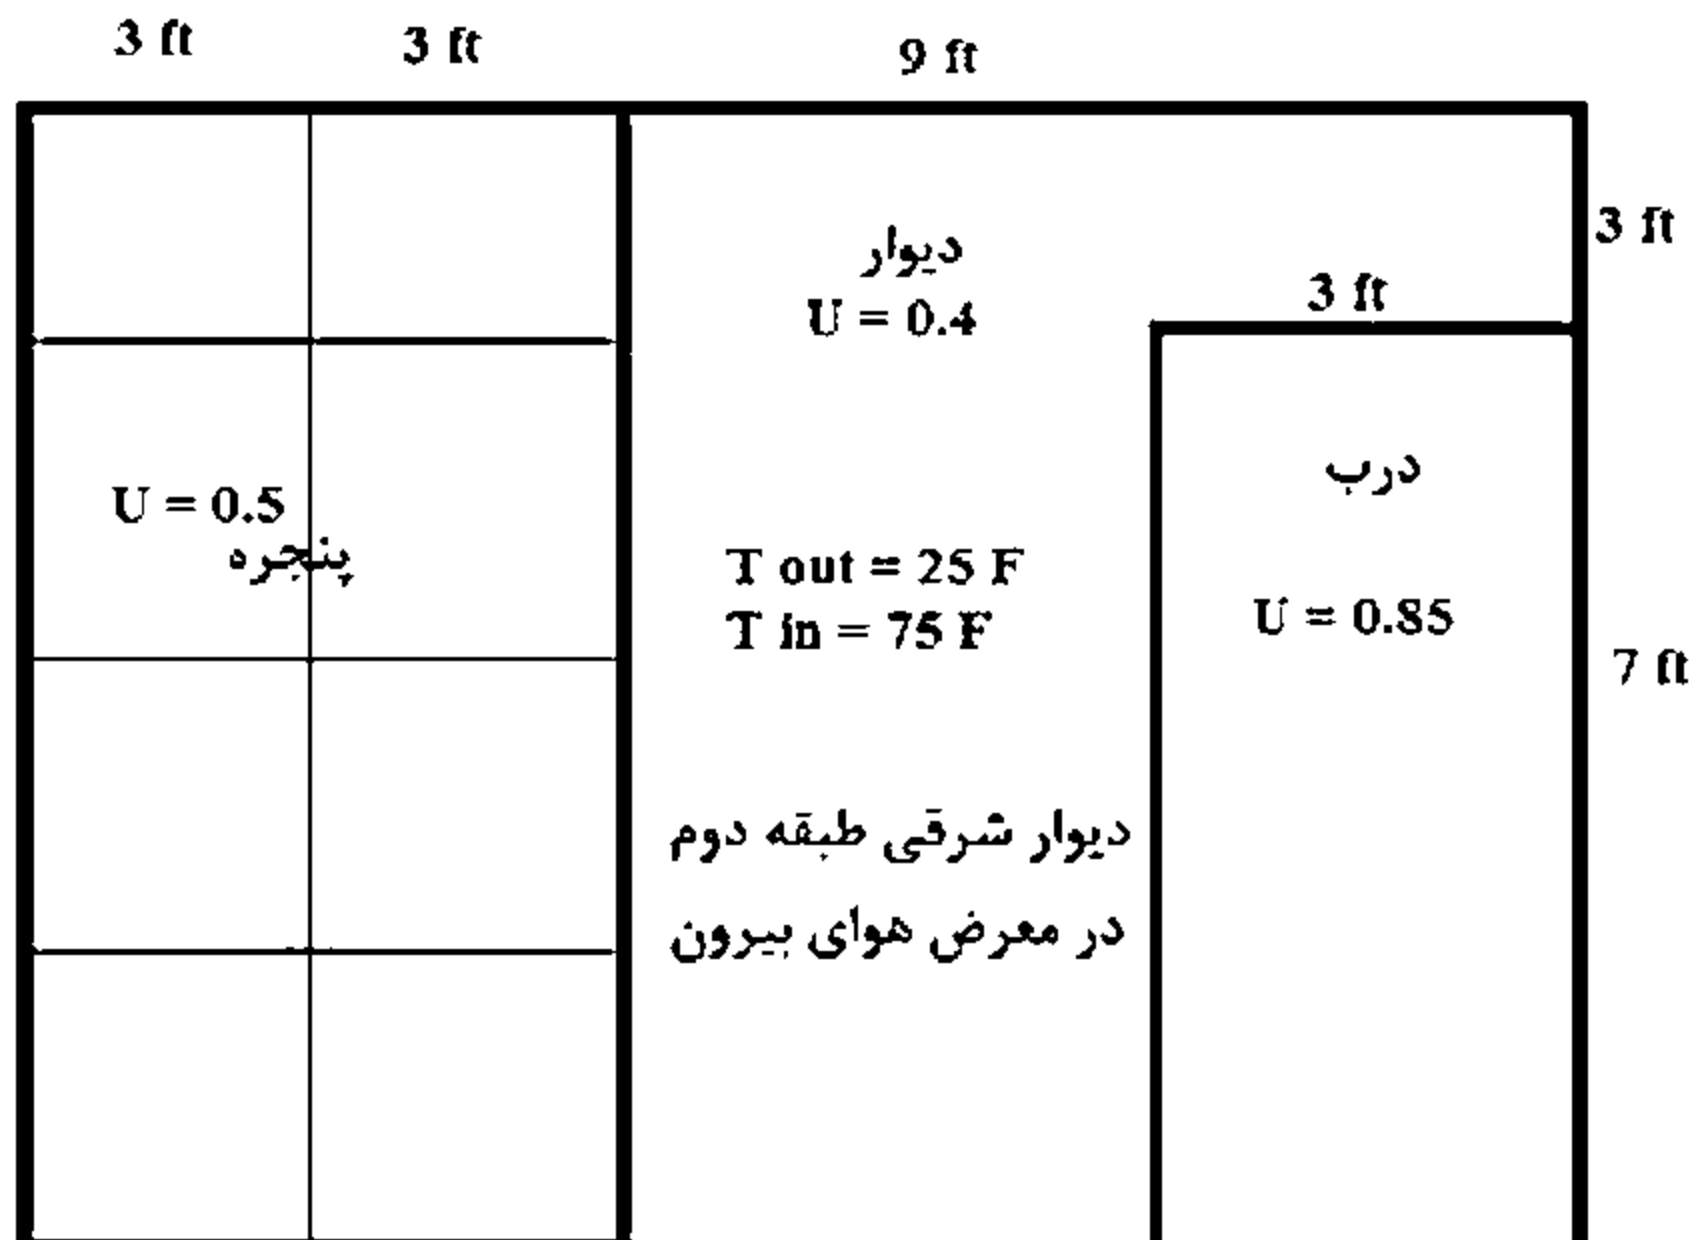 3 ft
3 ft
9 ft
3 ft
دیوار
U = 0.4
3 ft
درب
U = 0.5
پنجره
T out = 25 F
T in = 75 F
U = 0.85
7 ft
دیوار شرقی طبقه دوم
در معرض هوای بیرون